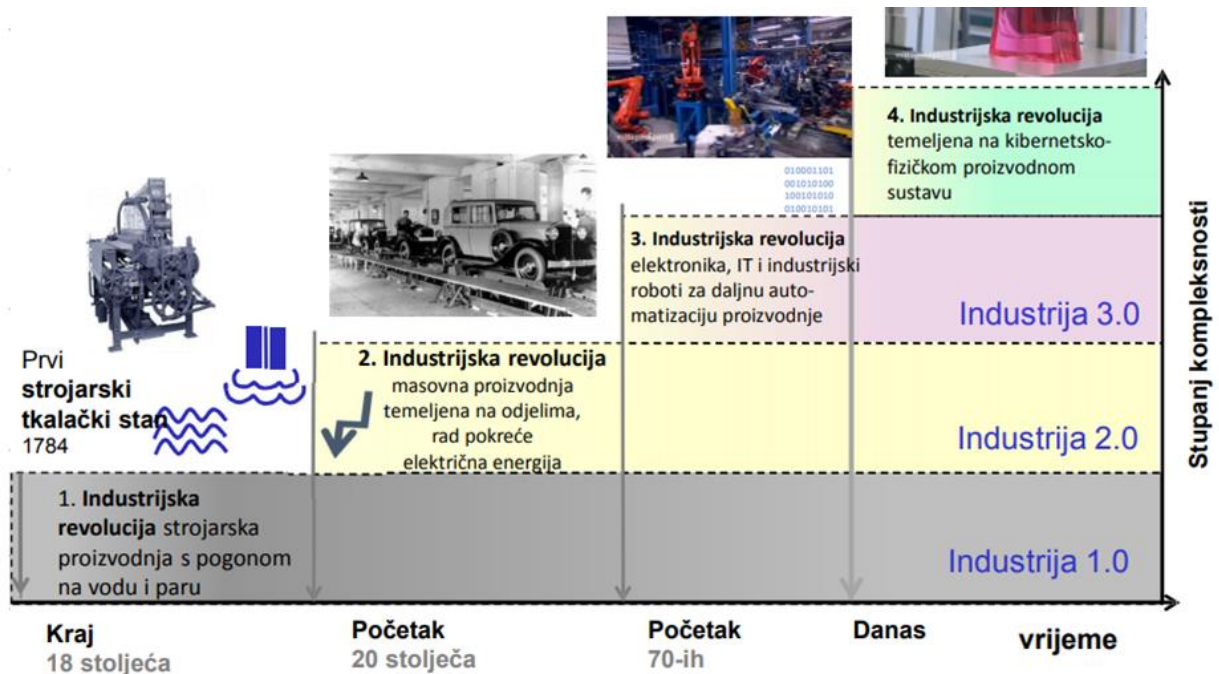 4. Industrijska revolucija
temeljena na kibernetsko-
fizičkom proizvodnom
sustavu
010001101
001010100
100101010
010010101
3. Industrijska revolucija
elektronika, IT i industrijski
roboti za daljnu auto-
matizaciju proizvodnje
Industrija 3.0
Prvi
strojarski
tkalački stan
1784
2. Industrijska revolucija
masovna proizvodnja
temeljena na odjelima,
rad pokreće
električna energija
Industrija 2.0
1. Industrijska
revolucija strojarska
proizvodnja s pogonom
na vodu i paru
Industrija 1.0
Stupanj kompleksnosti
Kraj
18 stoljeća
Početak
20 stolječa
Početak
70-ih
Danas
vrijeme